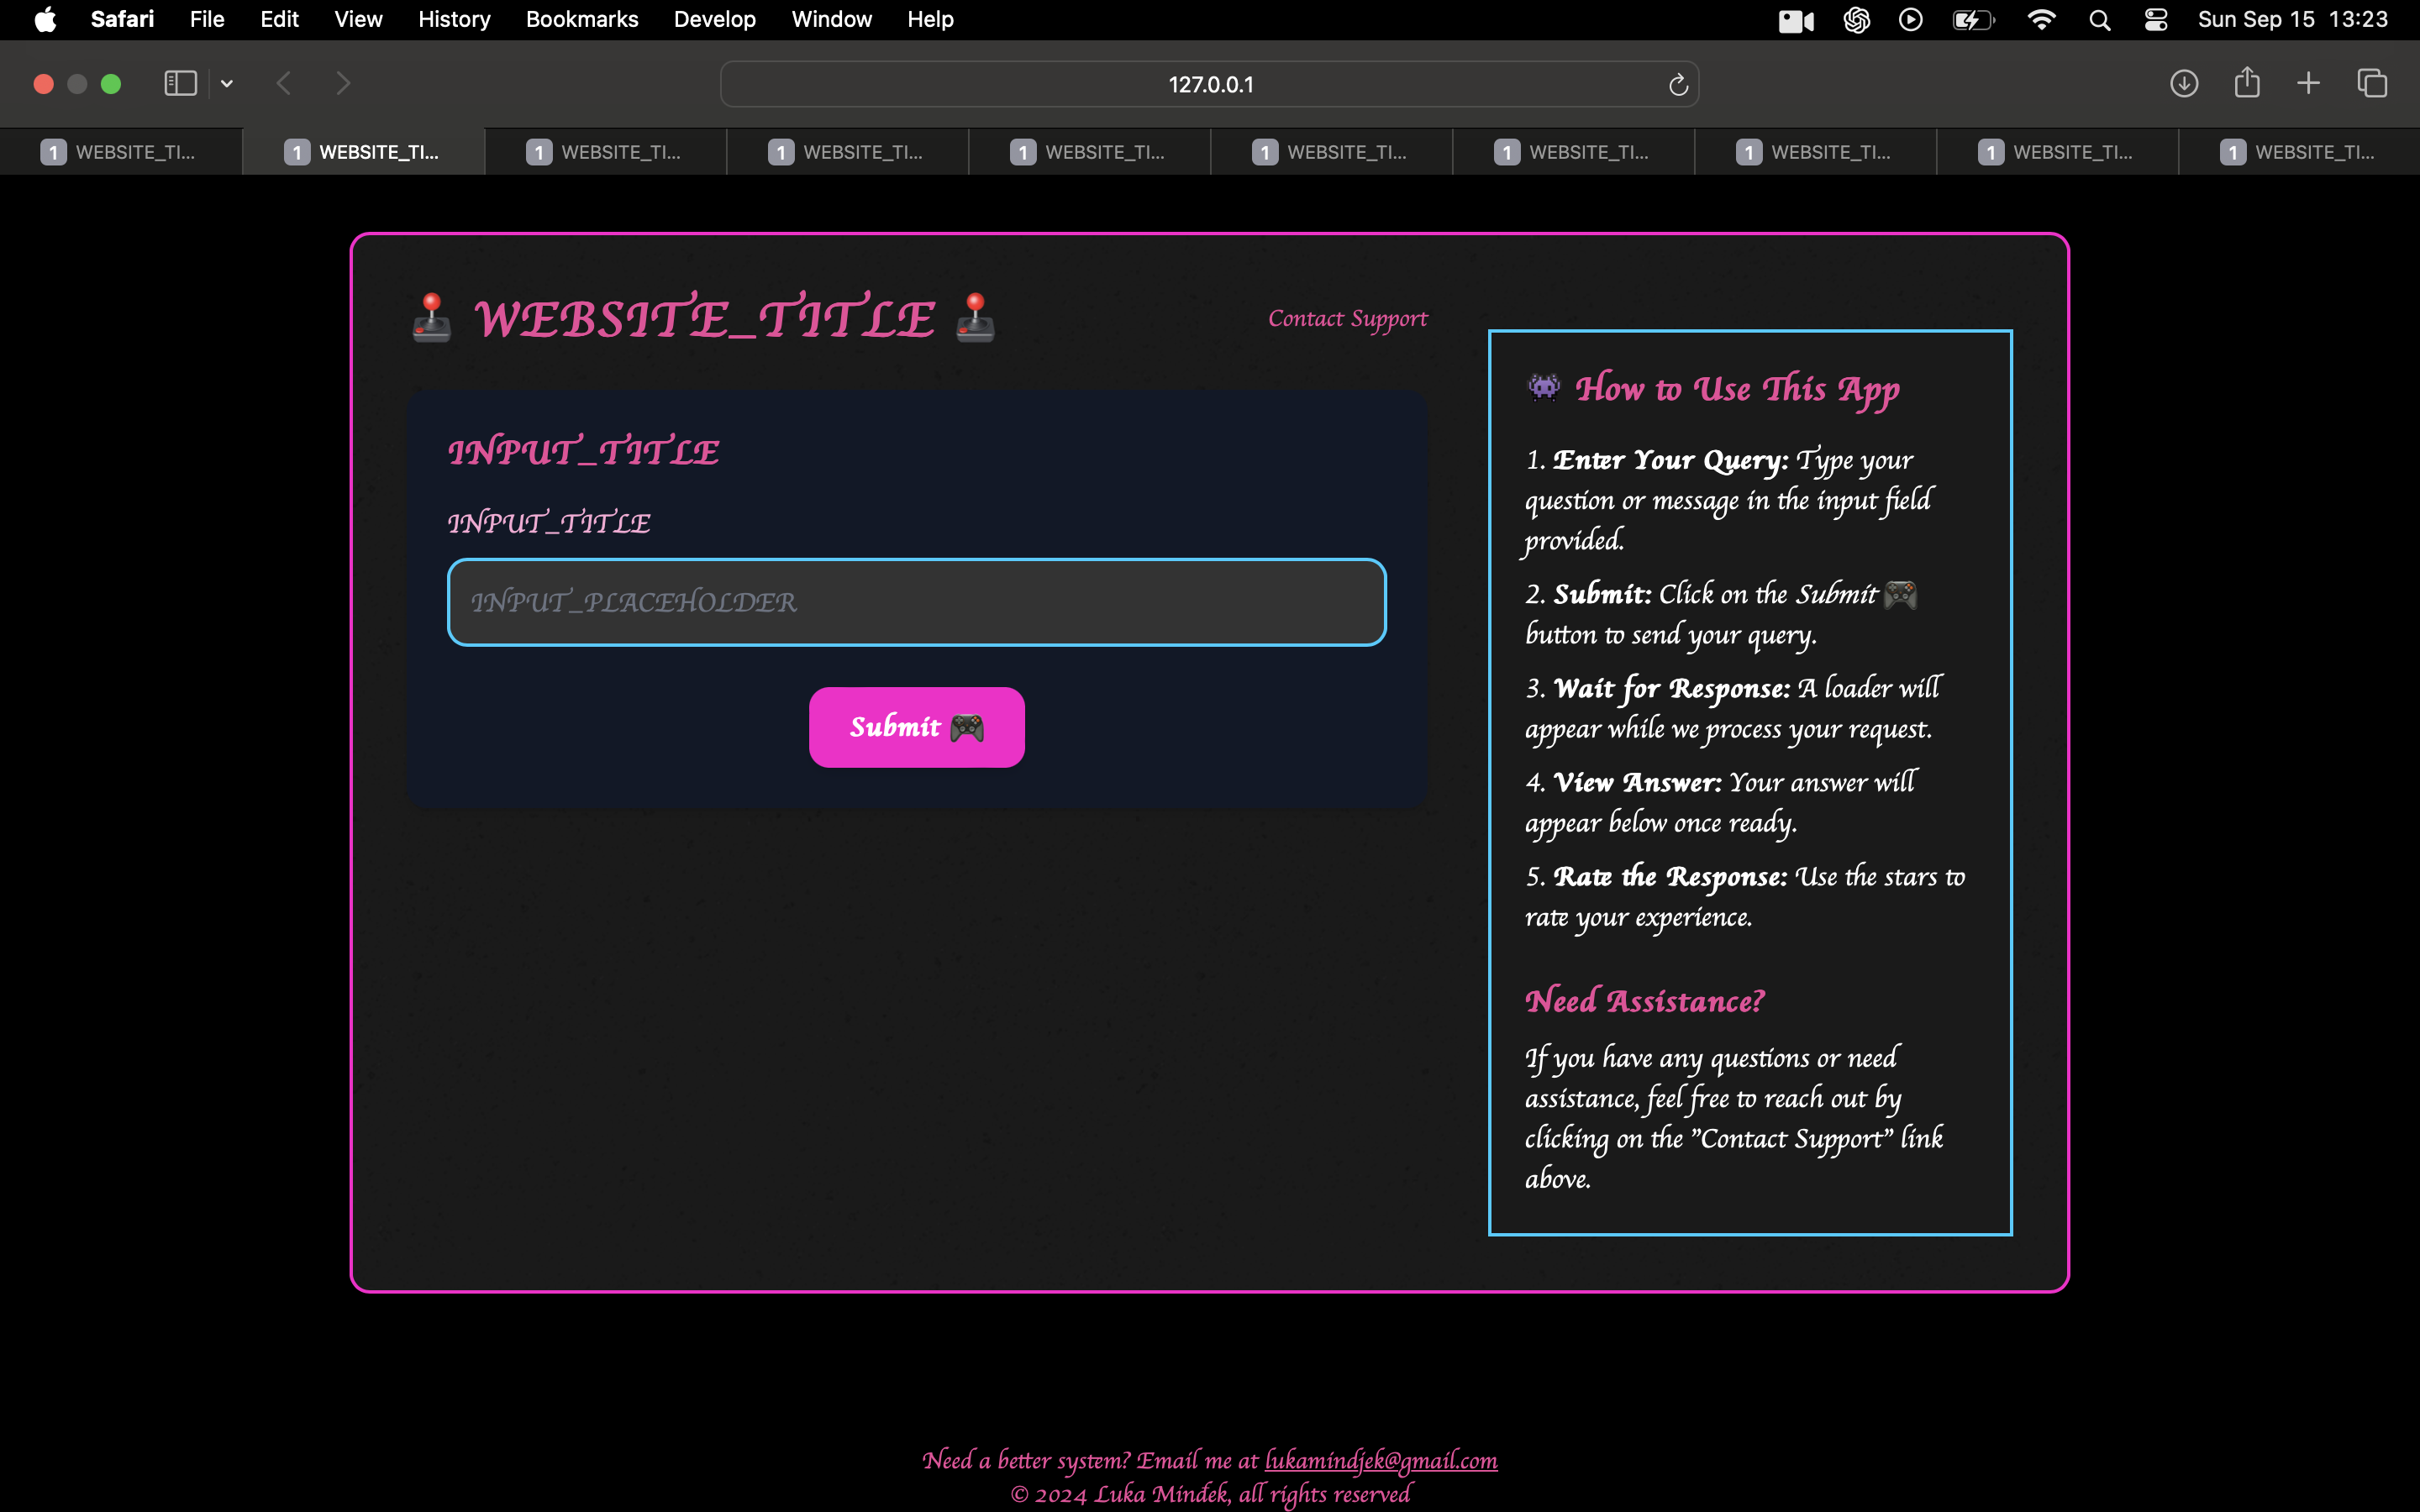 Safari File Edit View History Bookmarks Develop Window Help Sun Sep 15 13:23
127.0.0.1
1 WEBSITE_TI... 1 WEBSITE_TI... 1 WEBSITE_TI... 1 WEBSITE_TI... 1 WEBSITE_TI... 1 WEBSITE_TI... 1 WEBSITE_TI... 1 WEBSITE_TI... 1 WEBSITE_TI... 1 WEBSITE_TI...
🕹️ WEBSITE_TITLE 🕹️
Contact Support
INPUT_TITLE
INPUT_TITLE
INPUT_PLACEHOLDER
Submit 🎮
👾 How to Use This App
1. Enter Your Query: Type your
question or message in the input field
provided.
2. Submit: Click on the Submit 🎮
button to send your query.
3. Wait for Response: A loader will
appear while we process your request.
4. View Answer: Your answer will
appear below once ready.
5. Rate the Response: Use the stars to
rate your experience.
Need Assistance?
If you have any questions or need
assistance, feel free to reach out by
clicking on the "Contact Support" link
above.
Need a better system? Email me at lukamindjek@gmail.com
© 2024 Luka Minđek, all rights reserved